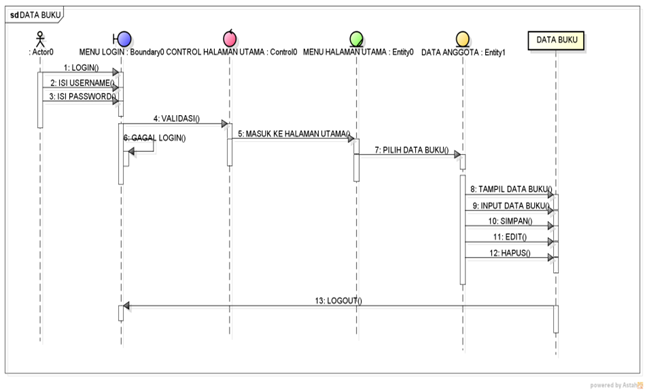 sd DATA BUKU
: Actor0
MENU LOGIN : Boundary0
CONTROL HALAMAN UTAMA : Control0
MENU HALAMAN UTAMA : Entity0
DATA ANGGOTA : Entity1
DATA BUKU
1: LOGIN()
2: ISI USERNAME()
3: ISI PASSWORD()
4: VALIDASI()
5: MASUK KE HALAMAN UTAMA()
6: GAGAL LOGIN()
7: PILIH DATA BUKU()
8: TAMPIL DATA BUKU()
9: INPUT DATA BUKU()
10: SIMPAN()
11: EDIT()
12: HAPUS()
13: LOGOUT()
powered by Astah